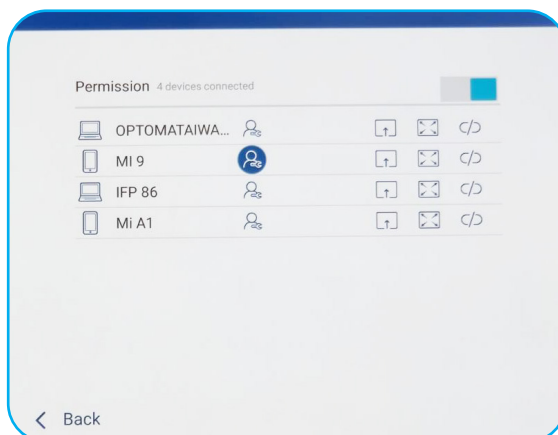 Permission 4 devices connected
OPTOMATAIWA...
MI 9
IFP 86
Mi A1
Back